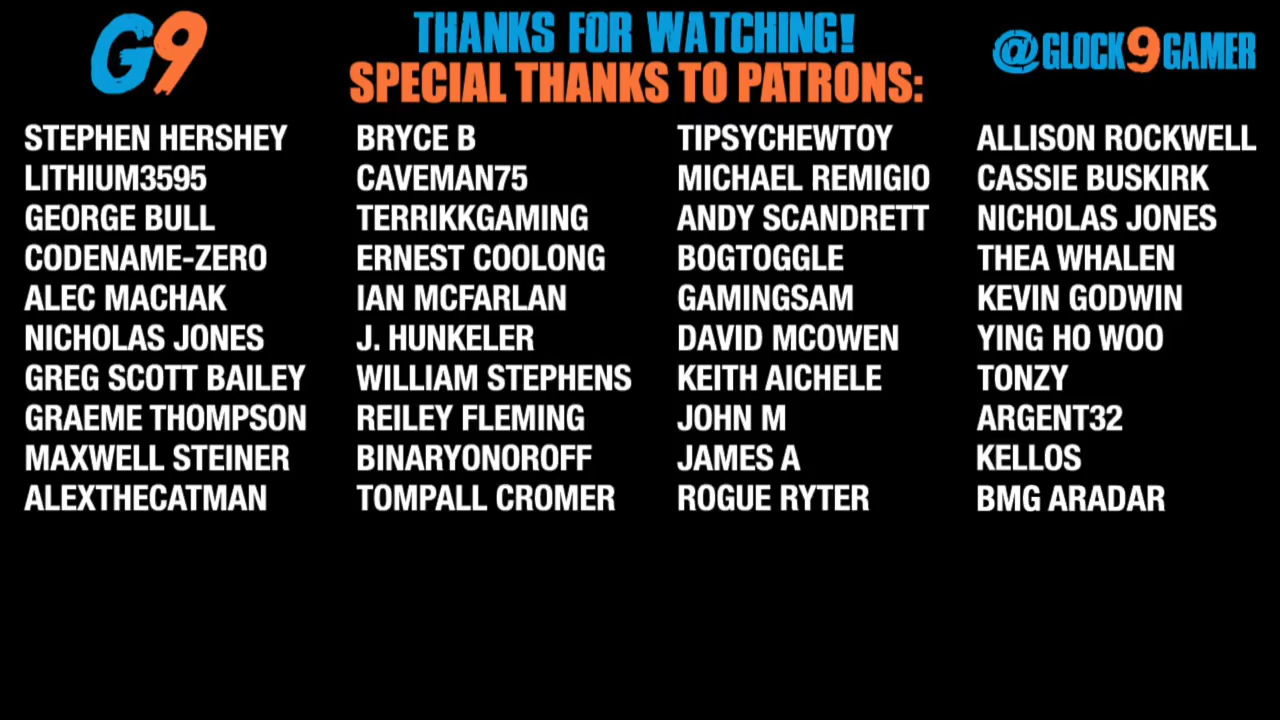 G9
THANKS FOR WATCHING!
SPECIAL THANKS TO PATRONS:
@GLOCK9GAMER
STEPHEN HERSHEY
LITHIUM3595
GEORGE BULL
CODENAME-ZERO
ALEC MACHAK
NICHOLAS JONES
GREG SCOTT BAILEY
GRAEME THOMPSON
MAXWELL STEINER
ALEXTHECATMAN
BRYCE B
CAVEMAN75
TERRIKKGAMING
ERNEST COOLONG
IAN MCFARLAN
J. HUNKELER
WILLIAM STEPHENS
REILEY FLEMING
BINARYONOROFF
TOMPALL CROMER
TIPSYCHEWTOY
MICHAEL REMIGIO
ANDY SCANDRETT
BOGTOGGLE
GAMINGSAM
DAVID MCOWEN
KEITH AICHELE
JOHN M
JAMES A
ROGUE RYTER
ALLISON ROCKWELL
CASSIE BUSKIRK
NICHOLAS JONES
THEA WHALEN
KEVIN GODWIN
YING HO WOO
TONZY
ARGENT32
KELLOS
BMG ARADAR